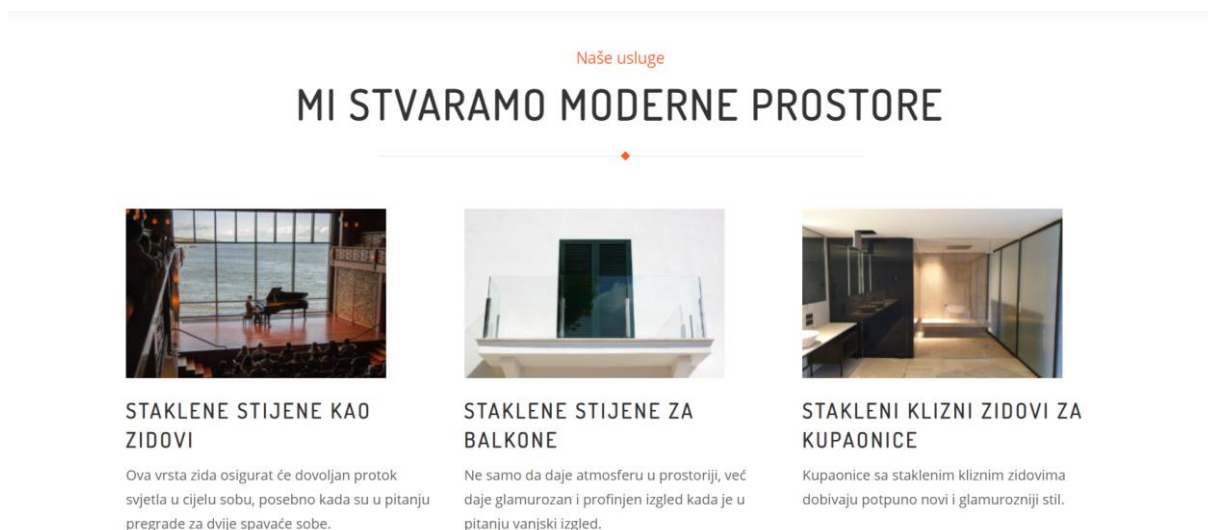 Naše usluge
MI STVARAMO MODERNE PROSTORE
STAKLENE STIJENE KAO
ZIDOVI
Ova vrsta zida osigurat će dovoljan protok
svjetla u cijelu sobu, posebno kada su u pitanju
pregrade za dvije spavaće sobe.
STAKLENE STIJENE ZA
BALKONE
Ne samo da daje atmosferu u prostoriji, već
daje glamurozan i profinjen izgled kada je u
pitanju vanjski izgled.
STAKLENI KLIZNI ZIDOVI ZA
KUPAONICE
Kupaonice sa staklenim kliznim zidovima
dobivaju potpuno novi i glamurozniji stil.